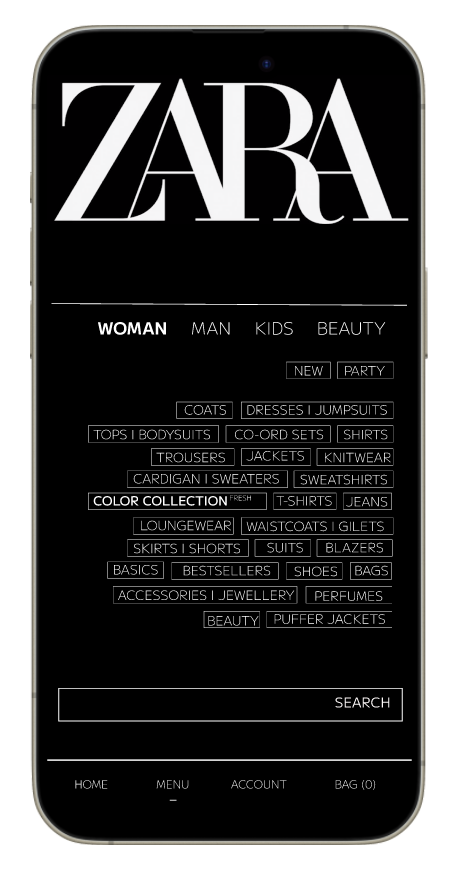 ZARA
WOMAN MAN KIDS BEAUTY
NEW PARTY
COATS DRESSES I JUMPSUITS
TOPS I BODYSUITS CO-ORD SETS SHIRTS
TROUSERS JACKETS KNITWEAR
CARDIGAN I SWEATERS SWEATSHIRTS
COLOR COLLECTION FRESH T-SHIRTS JEANS
LOUNGEWEAR WAISTCOATS I GILETS
SKIRTS I SHORTS SUITS BLAZERS
BASICS BESTSELLERS SHOES BAGS
ACCESSORIES I JEWELLERY PERFUMES
BEAUTY PUFFER JACKETS
SEARCH
HOME MENU ACCOUNT BAG (0)